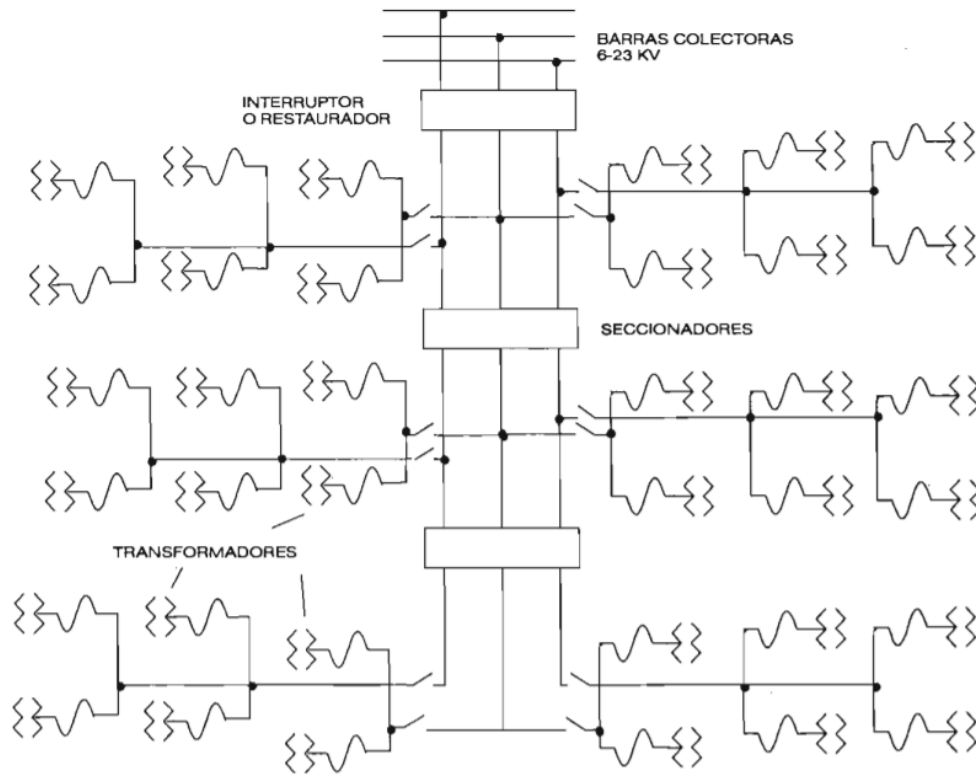 BARRAS COLECTORAS
6-23 KV
INTERRUPTOR
O RESTAURADOR
SECCIONADORES
TRANSFORMADORES